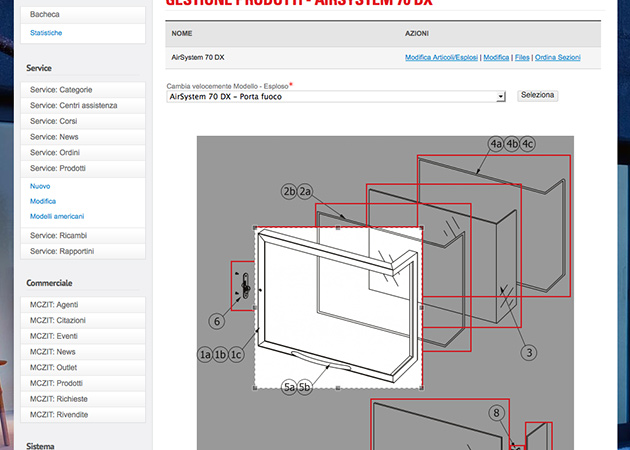 GESTIONE PRODOTTI - AIRSYSTEM 70 DX
Bacheca
Statistiche
Service
Service: Categorie
Service: Centri assistenza
Service: Corsi
Service: News
Service: Ordini
Service: Prodotti
Nuovo
Modifica
Modelli americani
Service: Ricambi
Service: Rapportini
Commerciale
MCZIT: Agenti
MCZIT: Citazioni
MCZIT: Eventi
MCZIT: News
MCZIT: Outlet
MCZIT: Prodotti
MCZIT: Richieste
MCZIT: Rivendite
Sistema
NOME AZIONI
AirSystem 70 DX Modifica Articoli/Esplosi | Modifica | Files | Ordina Sezioni
Cambia velocemente Modello - Esploso*
AirSystem 70 DX - Porta fuoco Seleziona
4a 4b 4c
2b 2a
6
3
1a 1b 1c
5a 5b
8